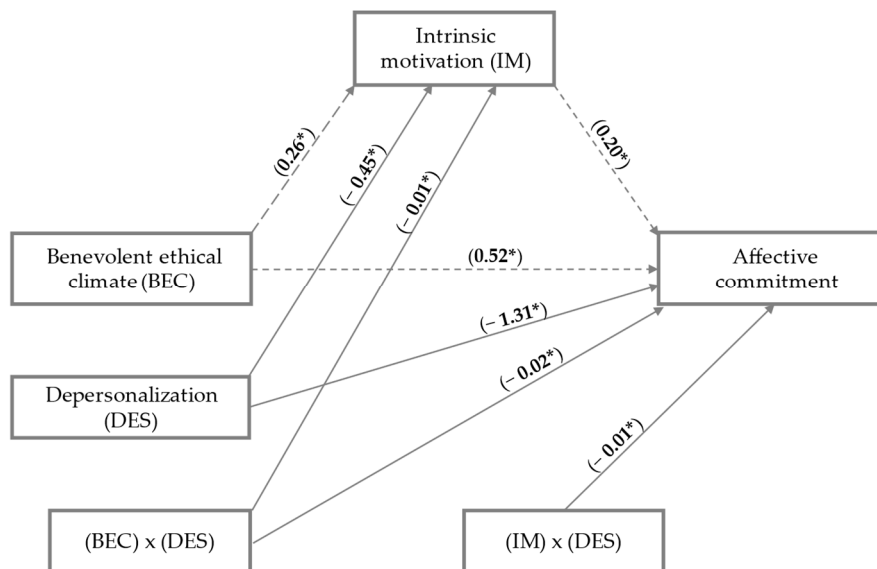 Intrinsic
motivation (IM)
(0.26*)
(− 0.45*)
(− 0.01*)
(0.20*)
Benevolent ethical
climate (BEC)
(0.52*)
Affective
commitment
(− 1.31*)
(− 0.02*)
Depersonalization
(DES)
(− 0.01*)
(BEC) x (DES)
(IM) x (DES)